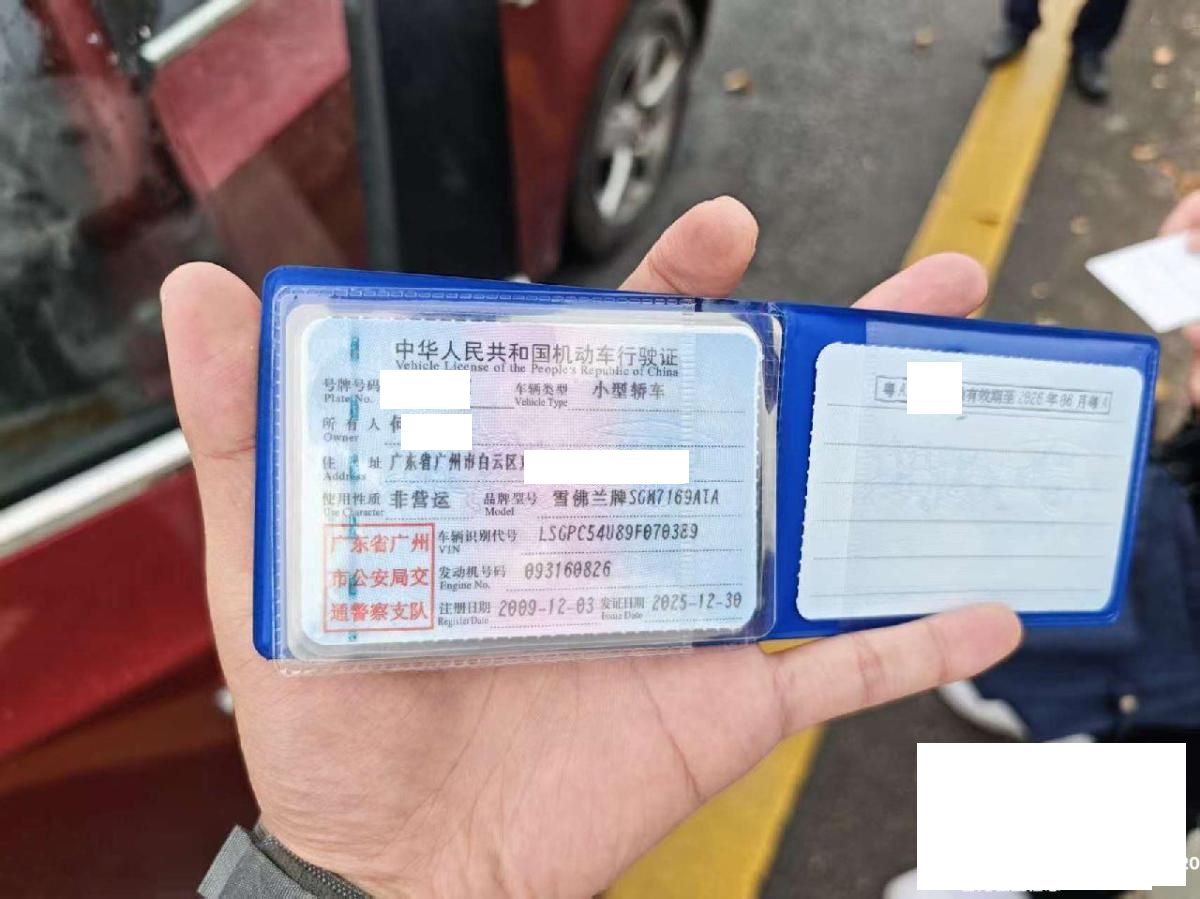 中华人民共和国机动车行驶证
Vehicle License of the People's Republic of China
号牌号码
Plate No.
车辆类型 小型轿车
Vehicle Type
所有人 何
Owner
住址 广东省广州市白云区
Address
使用性质 非营运 品牌型号 雪佛兰牌SGM7169ATA
Use Character Model
广东省广州
市公安局交
通警察支队
车辆识别代号 LSGPC54U89F070389
VIN
发动机号码 093160826
Engine No.
注册日期 2009-12-03 发证日期 2025-12-30
Register Date Issue Date
粤A 有效期至2026年06月粤A
20